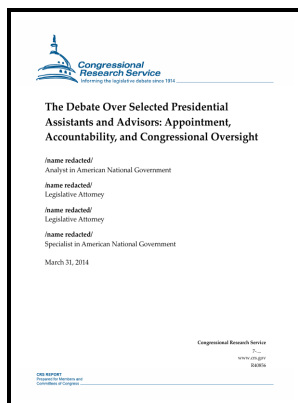 Congressional
Research Service
Informing the legislative debate since 1914
The Debate Over Selected Presidential
Assistants and Advisors: Appointment,
Accountability, and Congressional Oversight
/name redacted/
Analyst in American National Government
/name redacted/
Legislative Attorney
/name redacted/
Legislative Attorney
/name redacted/
Specialist in American National Government
March 31, 2014
Congressional Research Service
7-....
www.crs.gov
R40856
CRS REPORT
Prepared for Members and
Committees of Congress